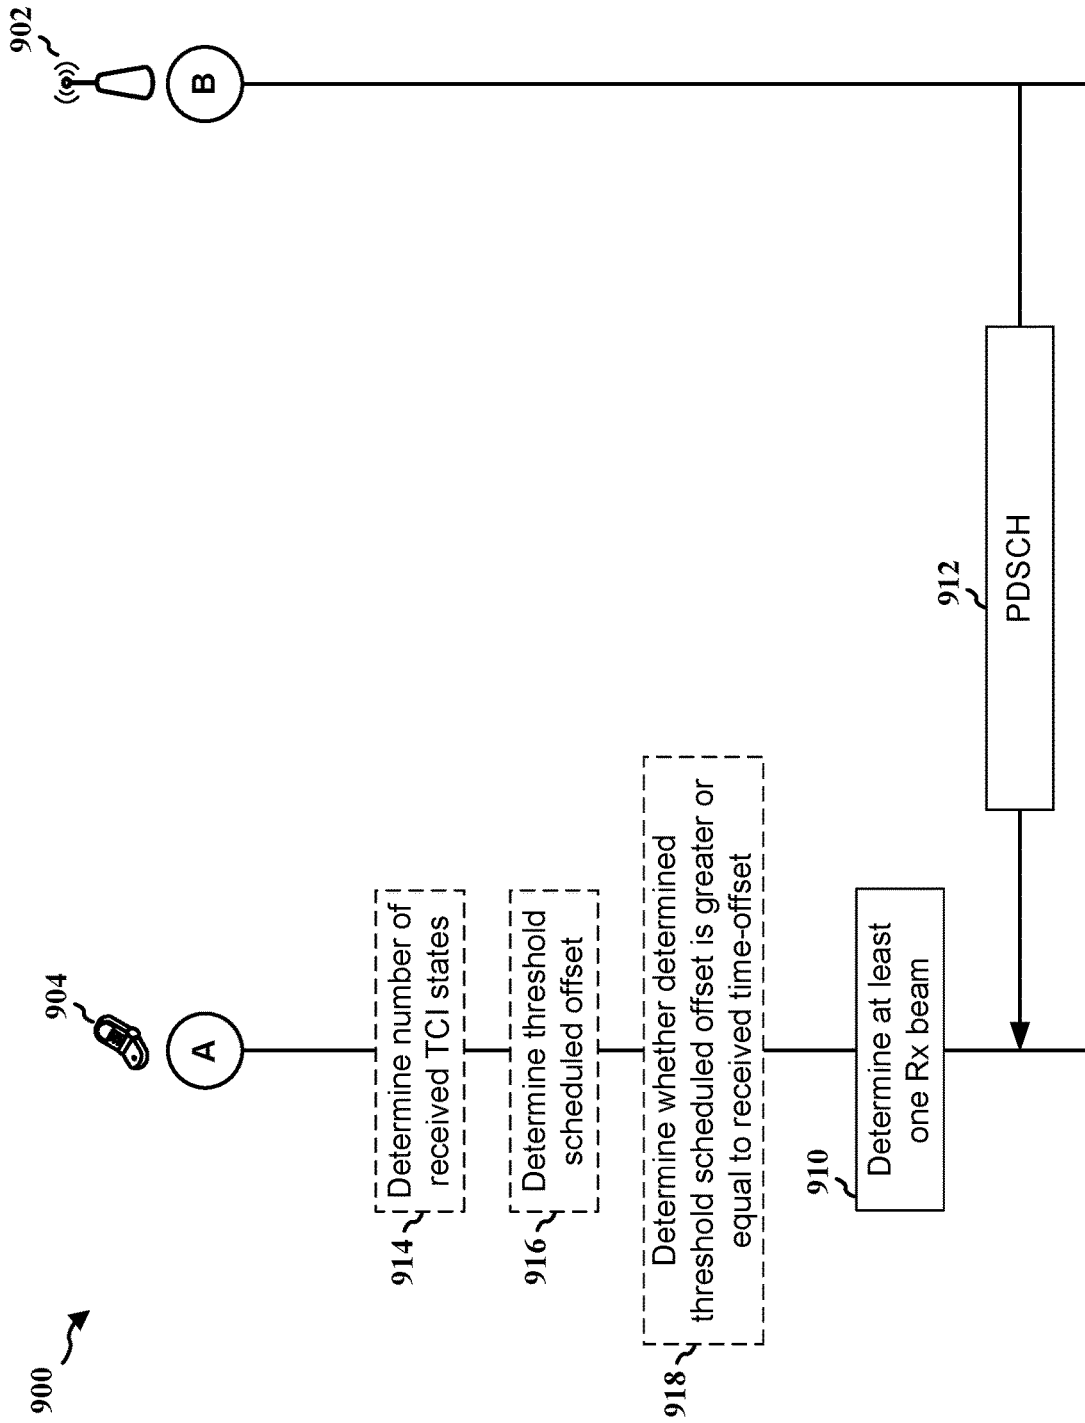 900
904
902
A
B
914
Determine number of
received TCI states
916
Determine threshold
scheduled offset
918
Determine whether determined
threshold scheduled offset is greater or
equal to received time-offset
910
Determine at least
one Rx beam
912
PDSCH